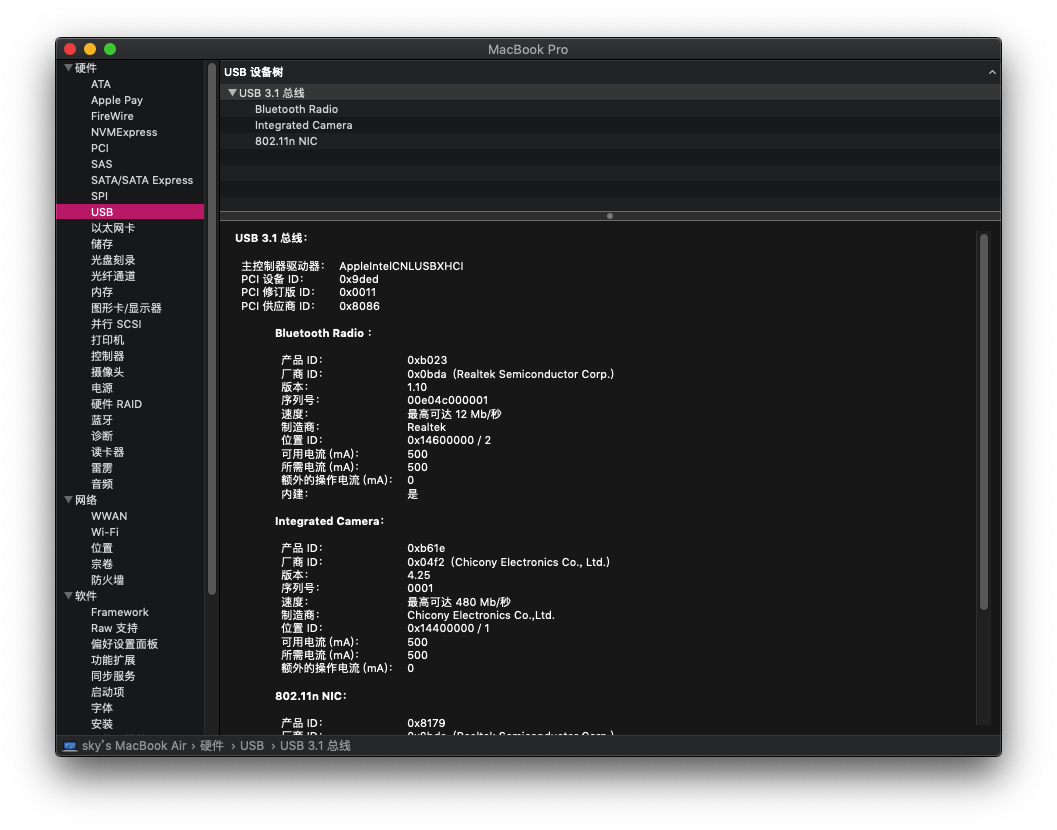 MacBook Pro
硬件
ATA
Apple Pay
FireWire
NVMExpress
PCI
SAS
SATA/SATA Express
SPI
USB
以太网卡
储存
光盘刻录
光纤通道
内存
图形卡/显示器
并行 SCSI
打印机
控制器
摄像头
电源
硬件 RAID
蓝牙
诊断
读卡器
雷雳
音频
网络
WWAN
Wi-Fi
位置
宗卷
防火墙
软件
Framework
Raw 支持
偏好设置面板
功能扩展
同步服务
启动项
字体
安装
USB 设备树
USB 3.1 总线
Bluetooth Radio
Integrated Camera
802.11n NIC
USB 3.1 总线：
主控制器驱动器： AppleIntelCNLUSBXHCI
PCI 设备 ID： 0x9ded
PCI 修订版 ID： 0x0011
PCI 供应商 ID： 0x8086
Bluetooth Radio：
产品 ID： 0xb023
厂商 ID： 0x0bda（Realtek Semiconductor Corp.)
版本： 1.10
序列号： 00e04c000001
速度： 最高可达 12 Mb/秒
制造商： Realtek
位置 ID： 0x14600000 / 2
可用电流 (mA)： 500
所需电流 (mA)： 500
额外的操作电流 (mA)： 0
内建： 是
Integrated Camera：
产品 ID： 0xb61e
厂商 ID： 0x04f2（Chicony Electronics Co., Ltd.)
版本： 4.25
序列号： 0001
速度： 最高可达 480 Mb/秒
制造商： Chicony Electronics Co.,Ltd.
位置 ID： 0x14400000 / 1
可用电流 (mA)： 500
所需电流 (mA)： 500
额外的操作电流 (mA)： 0
802.11n NIC：
产品 ID： 0x8179
厂商 ID： 0x0bda（Realtek Semiconductor Corp.)
sky's MacBook Air › 硬件 › USB › USB 3.1 总线